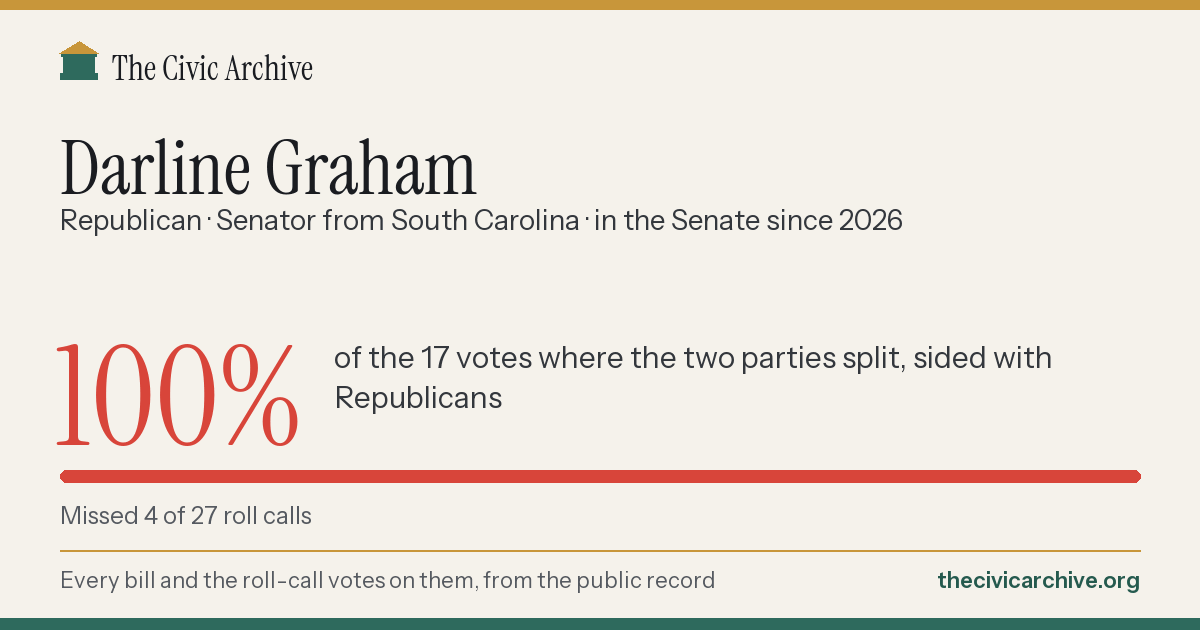 The Civic Archive
Darline Graham
Republican · Senator from South Carolina · in the Senate since 2026
100%
of the 17 votes where the two parties split, sided with
Republicans
Missed 4 of 27 roll calls
Every bill and the roll-call votes on them, from the public record
thecivicarchive.org